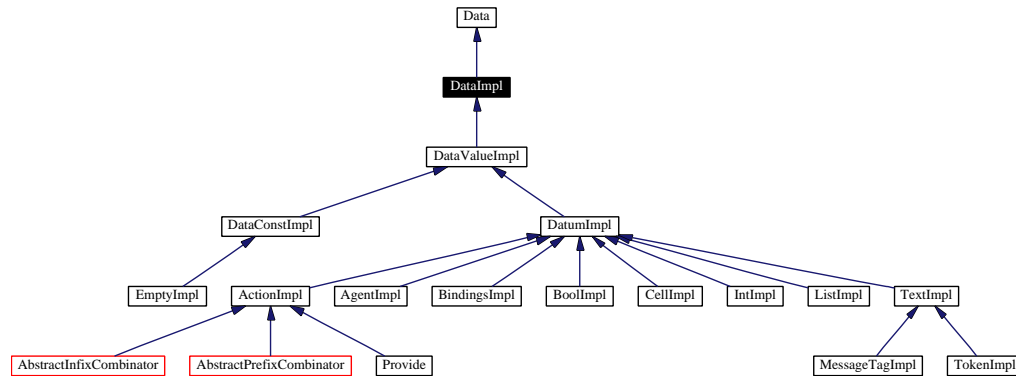 Data
DataImpl
DataValueImpl
DataConstImpl
DatumImpl
EmptyImpl
ActionImpl
AgentImpl
BindingsImpl
BoolImpl
CellImpl
IntImpl
ListImpl
TextImpl
AbstractInfixCombinator
AbstractPrefixCombinator
Provide
MessageTagImpl
TokenImpl